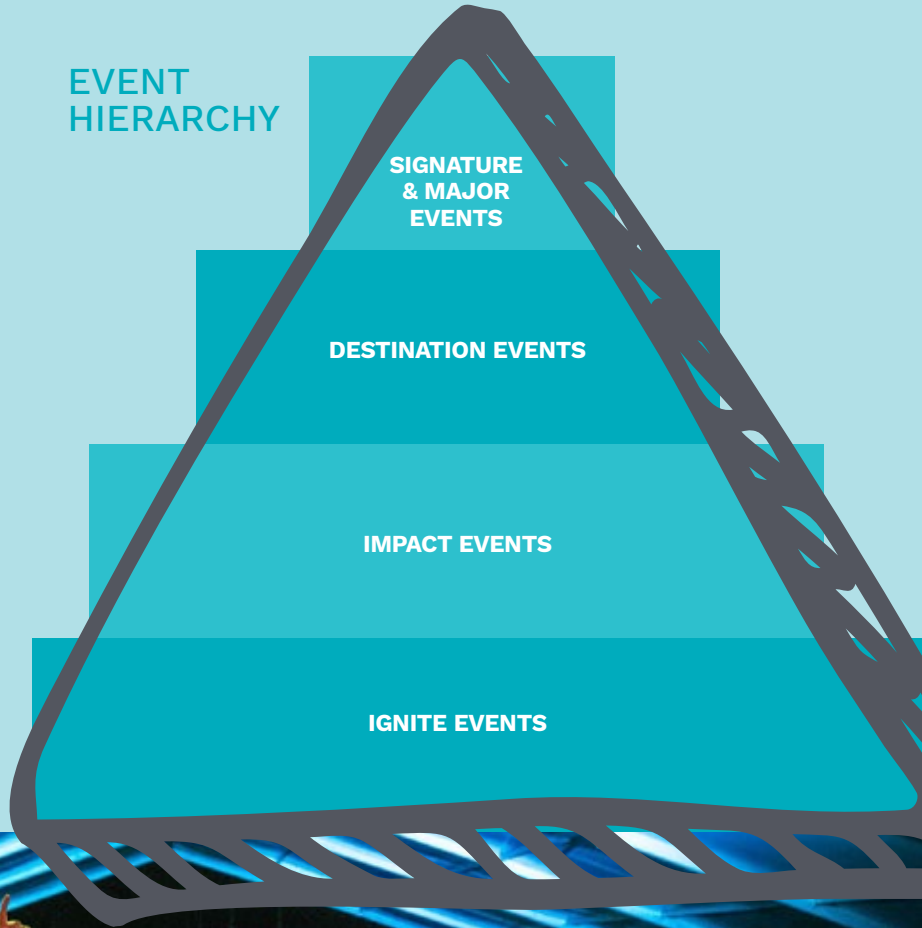 EVENT
HIERARCHY
SIGNATURE
& MAJOR
EVENTS
DESTINATION EVENTS
IMPACT EVENTS
IGNITE EVENTS